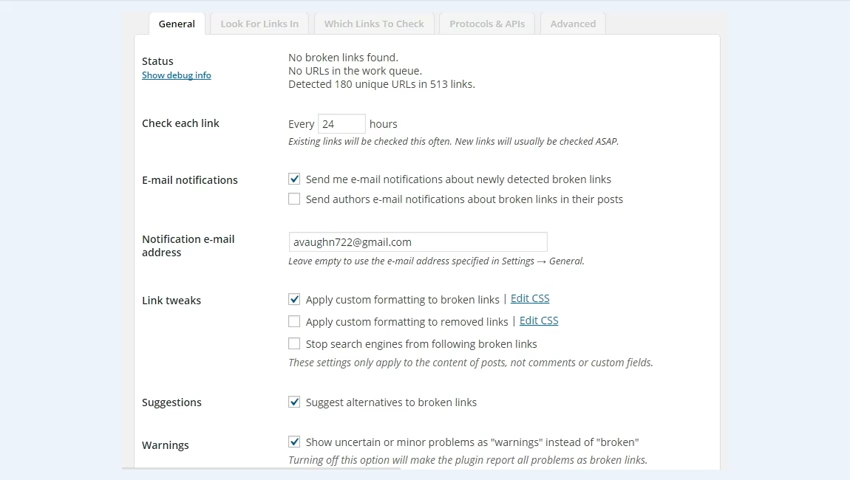 General Look For Links In Which Links To Check Protocols & APIs Advanced
Status No broken links found.
Show debug info No URLs in the work queue.
Detected 180 unique URLs in 513 links.
Check each link Every 24 hours
Existing links will be checked this often. New links will usually be checked ASAP.
E-mail notifications Send me e-mail notifications about newly detected broken links
Send authors e-mail notifications about broken links in their posts
Notification e-mail address avaughn722@gmail.com
Leave empty to use the e-mail address specified in Settings → General.
Link tweaks Apply custom formatting to broken links | Edit CSS
Apply custom formatting to removed links | Edit CSS
Stop search engines from following broken links
These settings only apply to the content of posts, not comments or custom fields.
Suggestions Suggest alternatives to broken links
Warnings Show uncertain or minor problems as "warnings" instead of "broken"
Turning off this option will make the plugin report all problems as broken links.